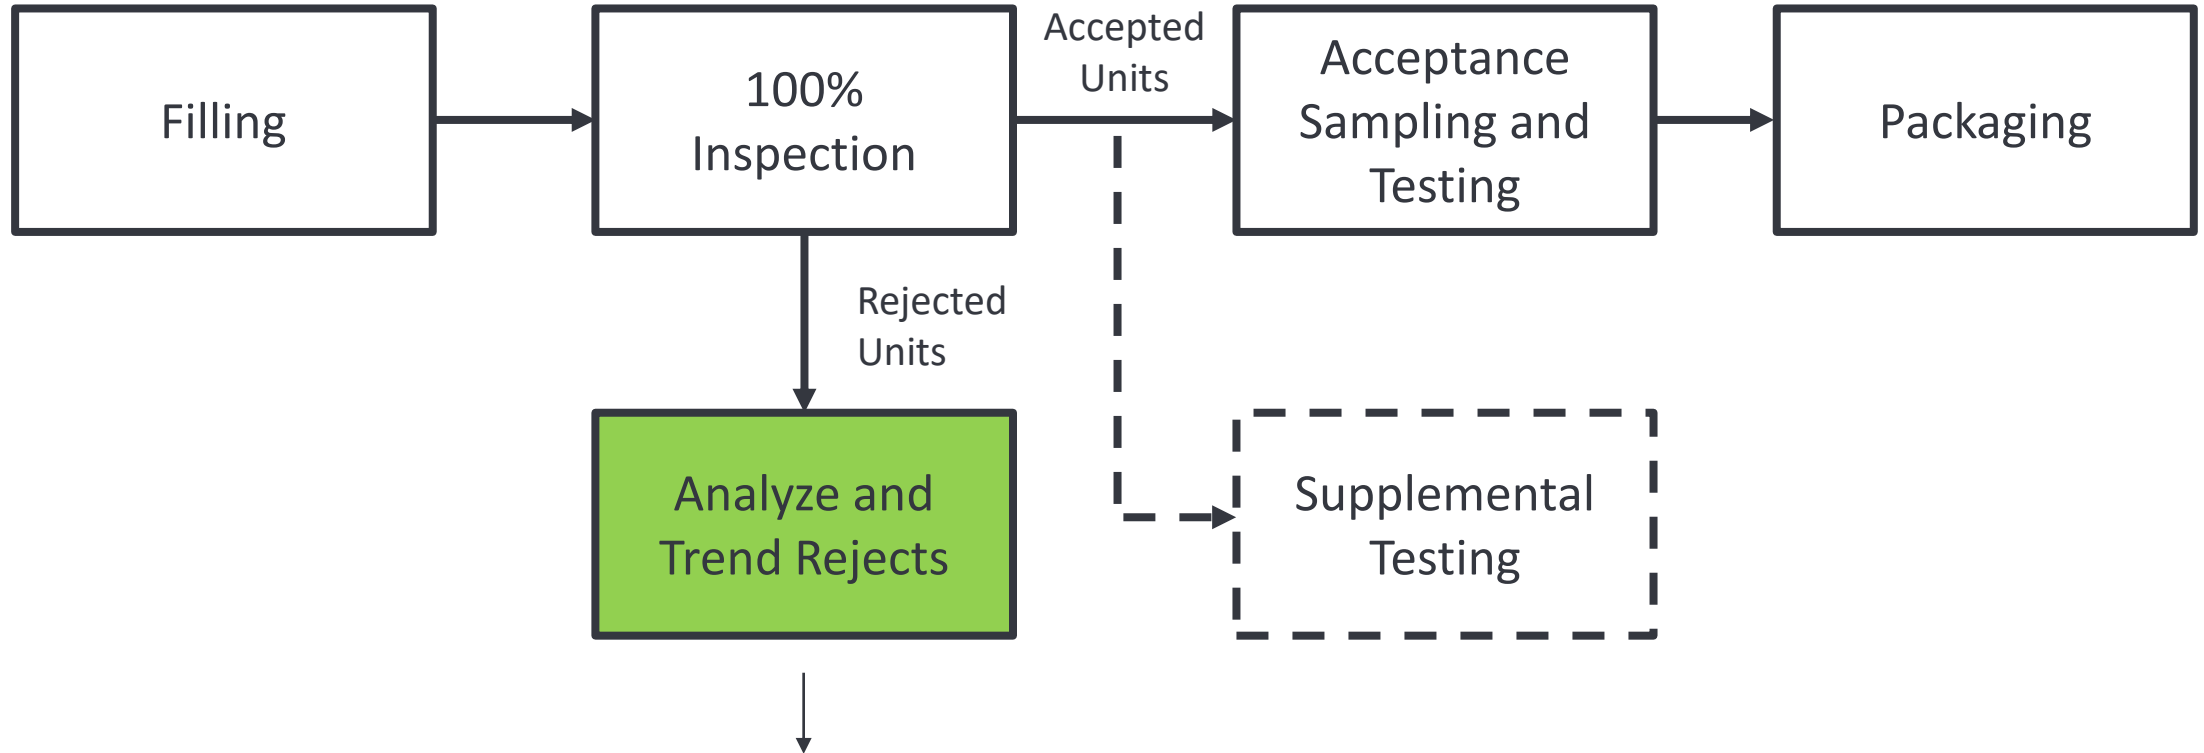 Filling
100%
Inspection
Accepted
Units
Acceptance
Sampling and
Testing
Packaging
Rejected
Units
Analyze and
Trend Rejects
Supplemental
Testing